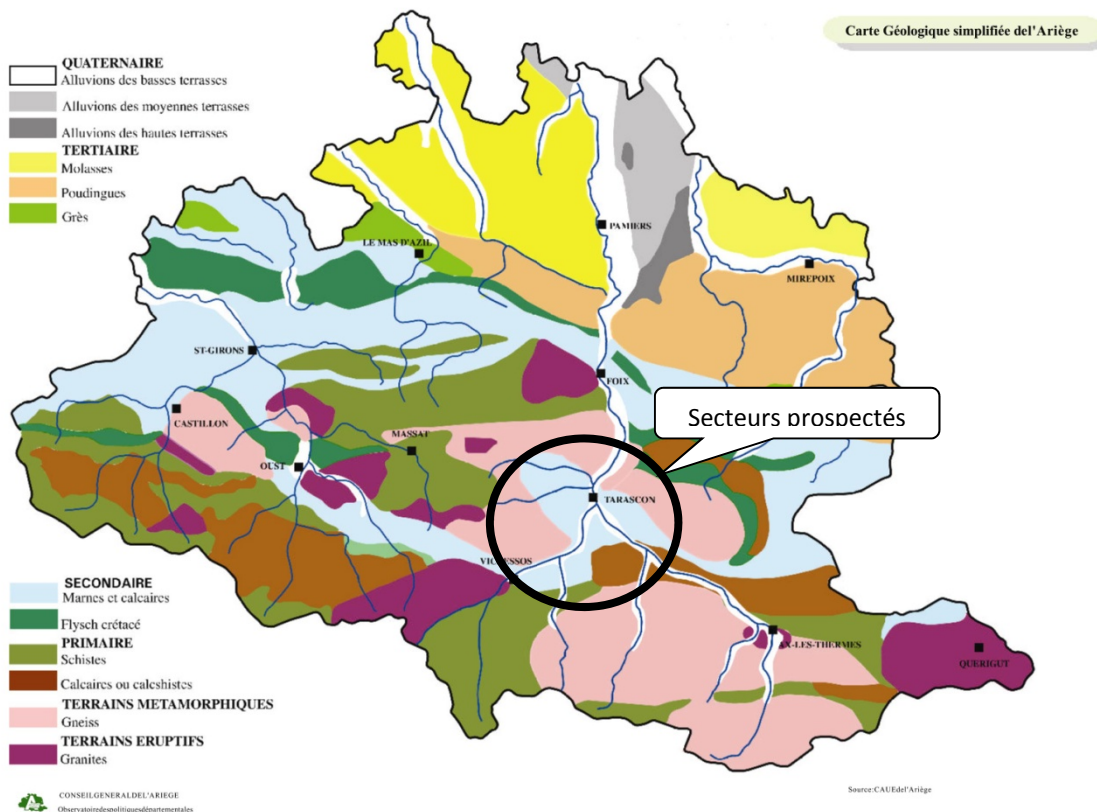 Carte Géologique simplifiée del'Ariège
QUATERNAIRE
Alluvions des basses terrasses
Alluvions des moyennes terrasses
Alluvions des hautes terrasses
TERTIAIRE
Molasses
Poudingues
Grès
PAMIERS
LE MAS D'AZIL
MIREPOIX
ST-GIRONS
FOIX
Secteurs prospectés
CASTILLON
MASSAT
OUST
TARASCON
AX-LES-THERMES
QUERIGUT
SECONDAIRE
Marnes et calcaires
Flysch crétacé
PRIMAIRE
Schistes
Calcaires ou calcshistes
TERRAINS METAMORPHIQUES
Gneiss
TERRAINS ERUPTIFS
Granites
CONSEILGENERALDEL'ARIEGE
Observatoiredespolitiquesdépartementales
Source:CAUEdel'Ariège